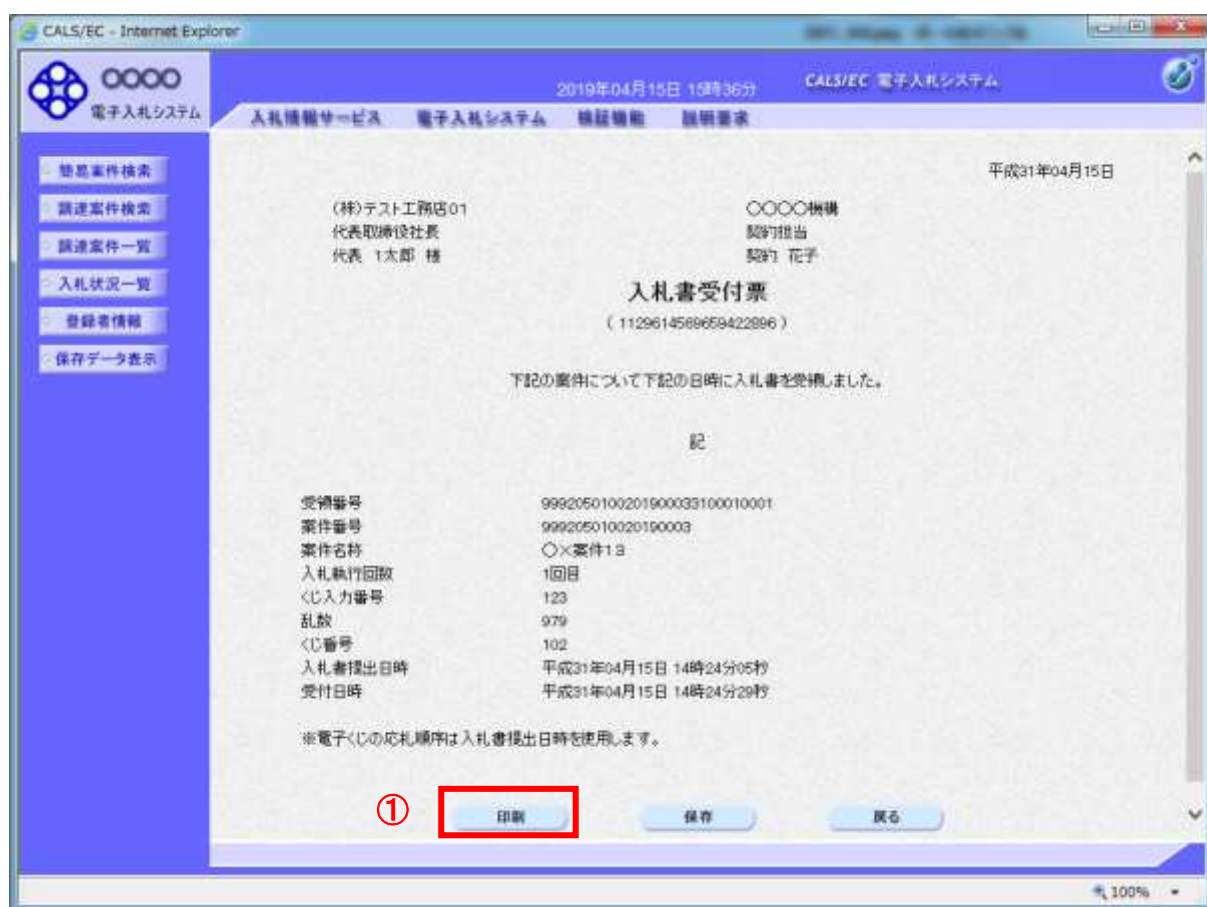 CALS/EC - Internet Explorer
〇〇〇〇
電子入札システム
2019年04月15日 15時36分
CALS/EC 電子入札システム
入札情報サービス 電子入札システム 検証機能 説明要求
簡易案件検索
調達案件検索
調達案件一覧
入札状況一覧
登録者情報
保存データ表示
平成31年04月15日
(株)テスト工務店01
代表取締役社長
代表 1太郎 様
〇〇〇〇機構
契約担当
契約 花子
入札書受付票
( 1129614569659422896 )
下記の案件について下記の日時に入札書を受領しました。
記
受領番号 99920501002019000331000​10001
案件番号 999205010020190003
案件名称 〇×案件13
入札執行回数 1回目
くじ入力番号 123
乱数 979
くじ番号 102
入札書提出日時 平成31年04月15日 14時24分05秒
受付日時 平成31年04月15日 14時24分29秒
※電子くじの応札順序は入札書提出日時を使用します。
① 印刷 保存 戻る
100%